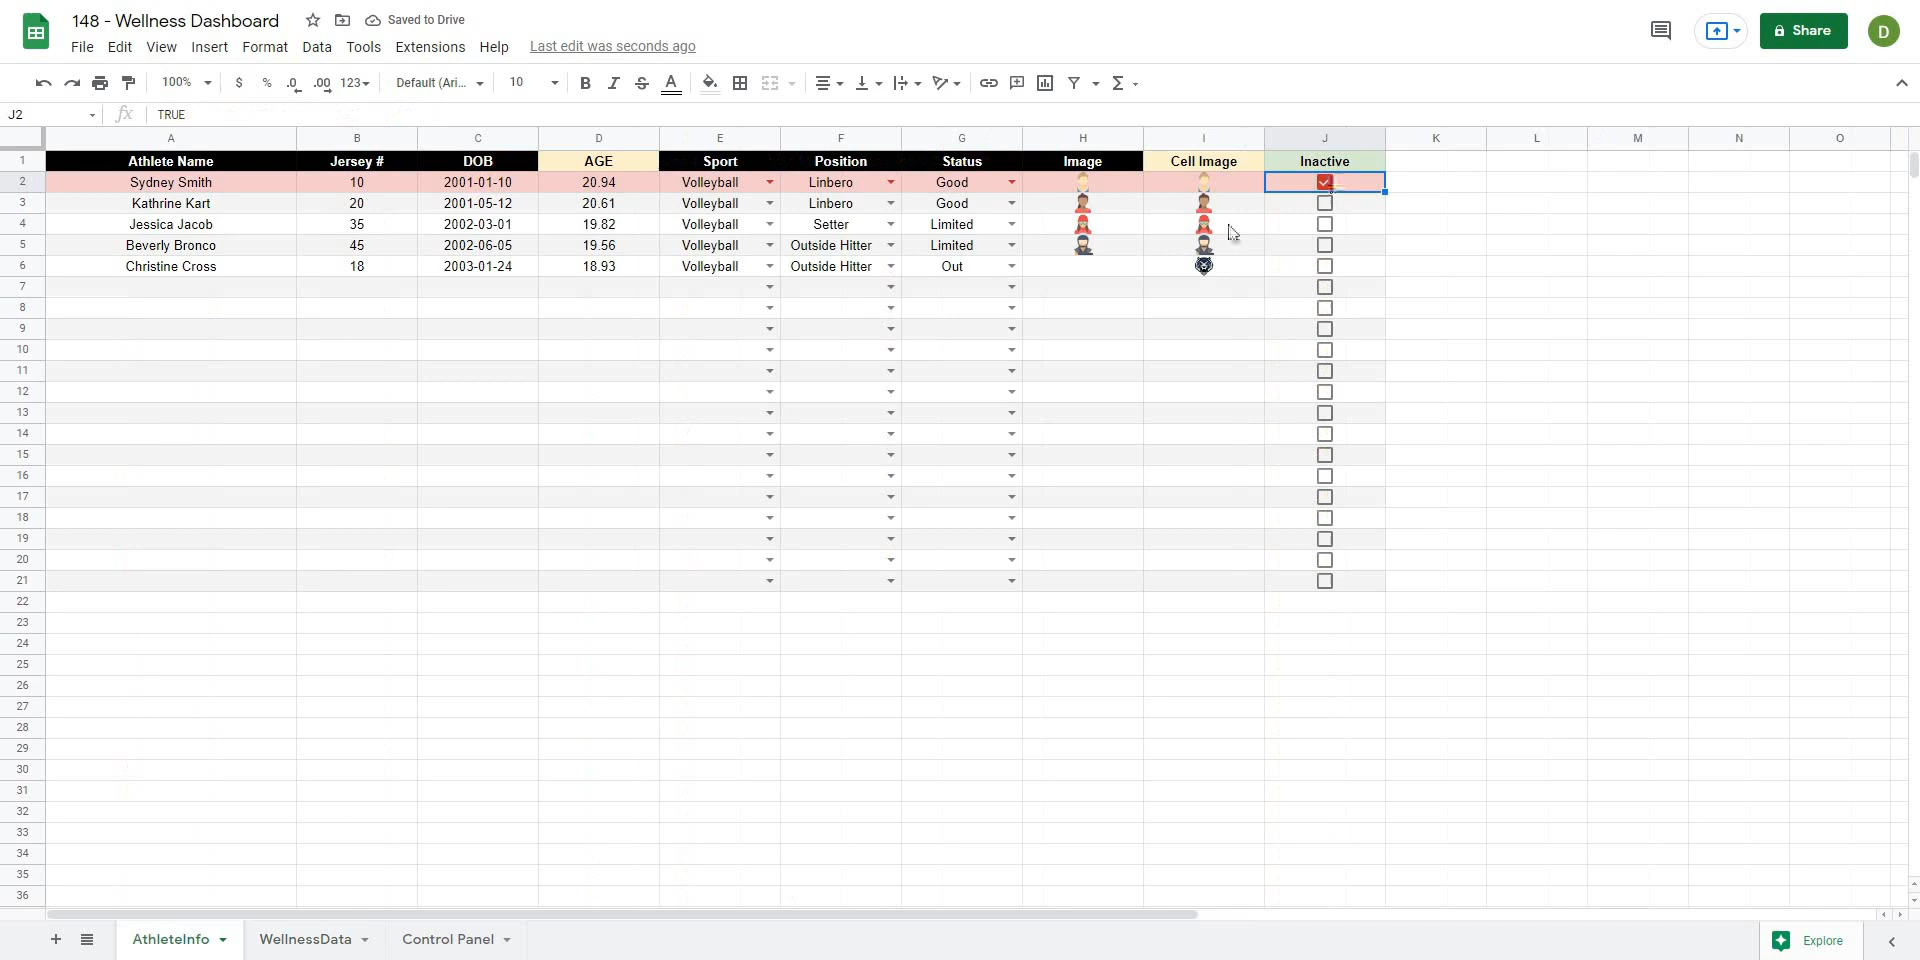 148 - Wellness Dashboard Saved to Drive
File Edit View Insert Format Data Tools Extensions Help Last edit was seconds ago
Share D
100% $ % .0 .00 123 Default (Ari... 10 B I S A
J2 fx TRUE
A B C D E F G H I J K L M N O
1 Athlete Name Jersey # DOB AGE Sport Position Status Image Cell Image Inactive
2 Sydney Smith 10 2001-01-10 20.94 Volleyball Linbero Good
3 Kathrine Kart 20 2001-05-12 20.61 Volleyball Linbero Good
4 Jessica Jacob 35 2002-03-01 19.82 Volleyball Setter Limited
5 Beverly Bronco 45 2002-06-05 19.56 Volleyball Outside Hitter Limited
6 Christine Cross 18 2003-01-24 18.93 Volleyball Outside Hitter Out
7
8
9
10
11
12
13
14
15
16
17
18
19
20
21
22
23
24
25
26
27
28
29
30
31
32
33
34
35
36
AthleteInfo WellnessData Control Panel Explore